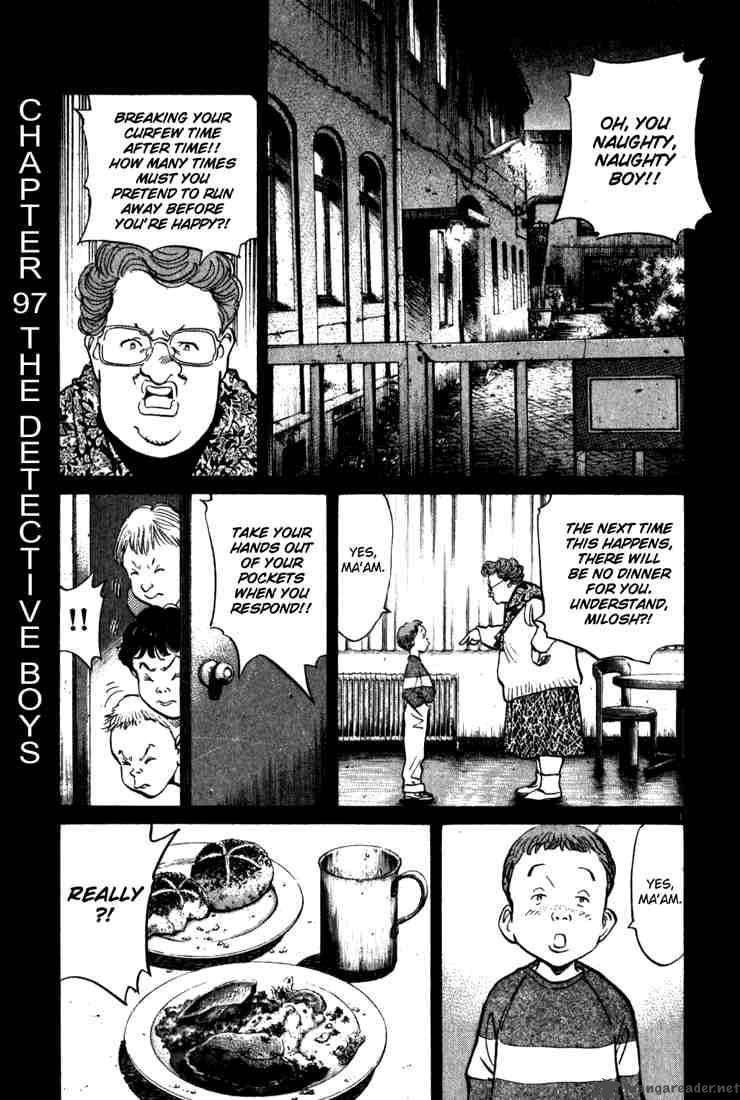 CHAPTER 97 THE DETECTIVE BOYS
OH, YOU
NAUGHTY,
NAUGHTY
BOY!!
BREAKING YOUR
CURFEW TIME
AFTER TIME!!
HOW MANY TIMES
MUST YOU
PRETEND TO RUN
AWAY BEFORE
YOU'RE HAPPY?!
THE NEXT TIME
THIS HAPPENS,
THERE WILL
BE NO DINNER
FOR YOU.
UNDERSTAND,
MILOSH?!
YES,
MA'AM.
TAKE YOUR
HANDS OUT
OF YOUR
POCKETS
WHEN YOU
RESPOND!!
!!
YES,
MA'AM.
REALLY
?!
mangareader.net